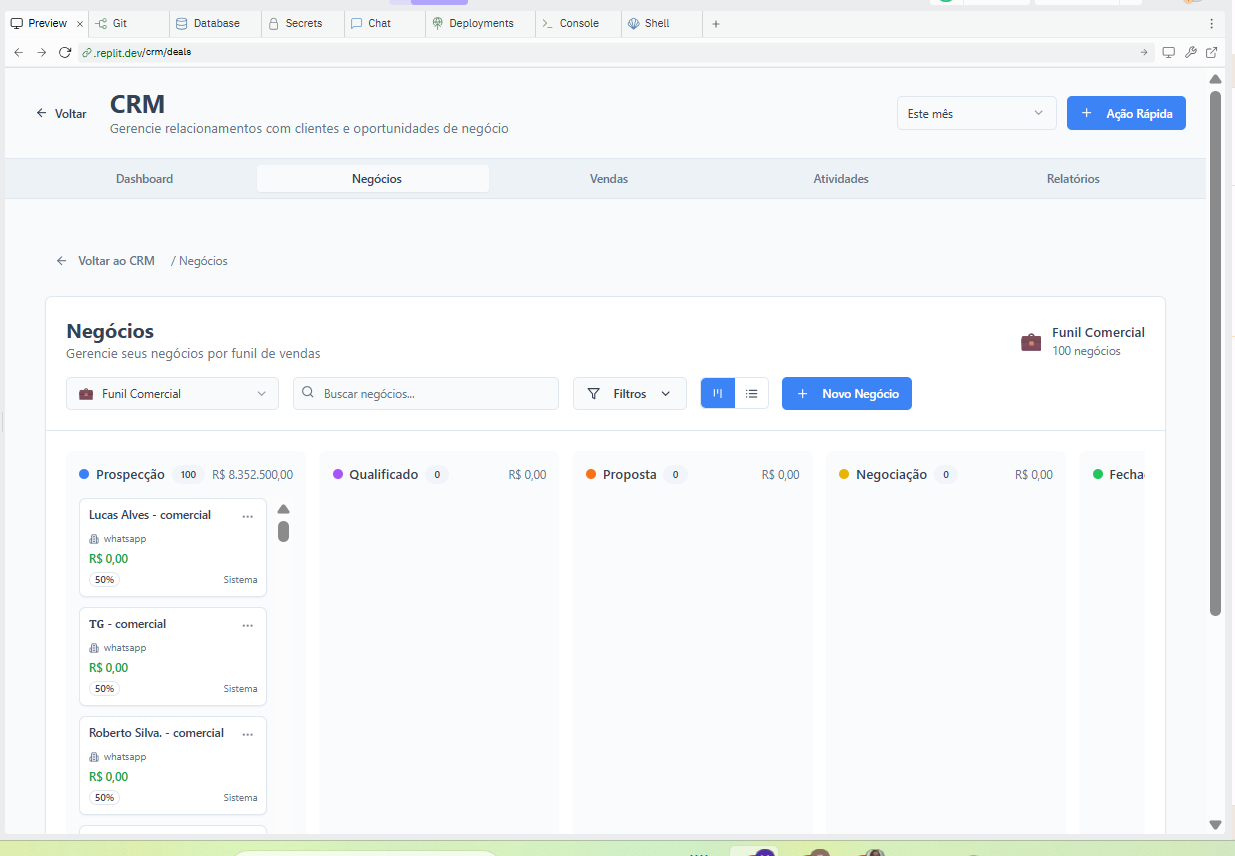 Preview × Git Database Secrets Chat Deployments Console Shell +
.replit.dev/crm/deals
Voltar
CRM
Gerencie relacionamentos com clientes e oportunidades de negócio
Este mês
+ Ação Rápida
Dashboard Negócios Vendas Atividades Relatórios
Voltar ao CRM / Negócios
Negócios
Gerencie seus negócios por funil de vendas
Funil Comercial
100 negócios
Funil Comercial
Buscar negócios...
Filtros
+ Novo Negócio
Prospecção 100 R$ 8.352.500,00
Qualificado 0 R$ 0,00
Proposta 0 R$ 0,00
Negociação 0 R$ 0,00
Fecha
Lucas Alves - comercial ...
whatsapp
R$ 0,00
50% Sistema
TG - comercial ...
whatsapp
R$ 0,00
50% Sistema
Roberto Silva. - comercial ...
whatsapp
R$ 0,00
50% Sistema